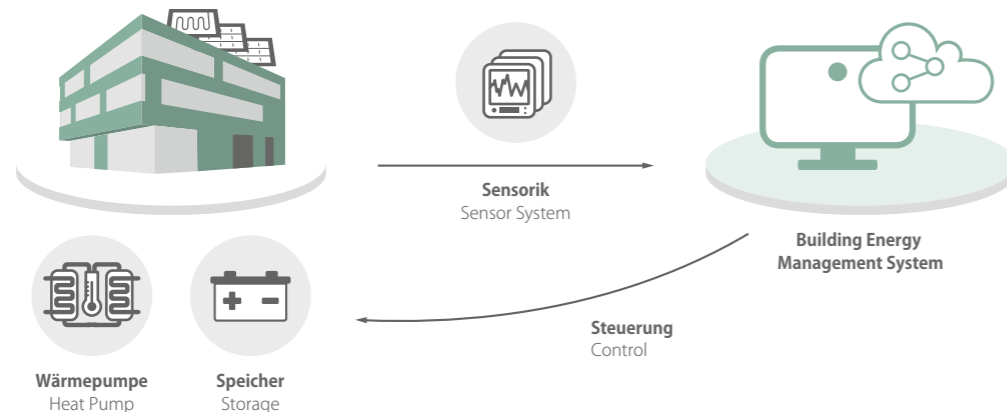 Sensorik
Sensor System
Building Energy
Management System
Steuerung
Control
Wärmepumpe
Heat Pump
Speicher
Storage